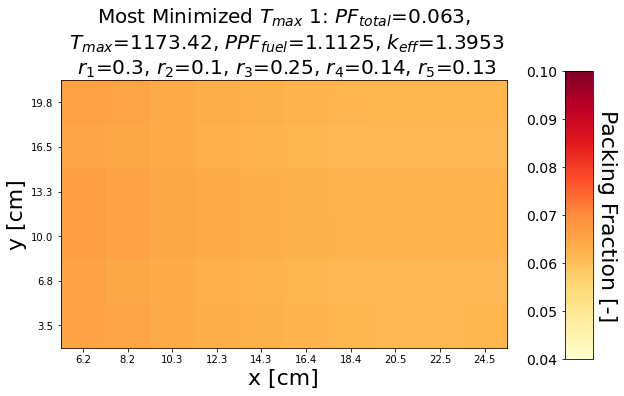 Most Minimized T_max 1: PF_total=0.063,
T_max=1173.42, PPF_fuel=1.1125, k_eff=1.3953
r_1=0.3, r_2=0.1, r_3=0.25, r_4=0.14, r_5=0.13
y [cm]
19.8
16.5
13.3
10.0
6.8
3.5
6.2 8.2 10.3 12.3 14.3 16.4 18.4 20.5 22.5 24.5
x [cm]
0.10
0.09
0.08
0.07
0.06
0.05
0.04
Packing Fraction [-]